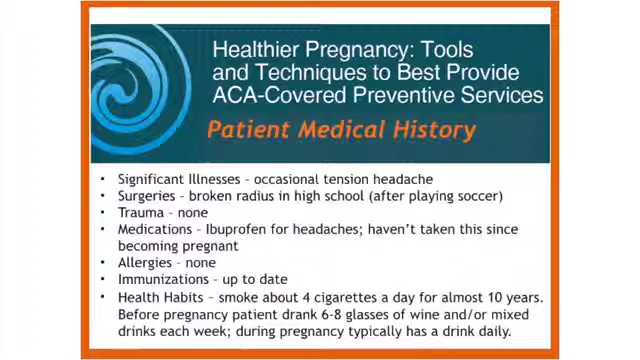 Healthier Pregnancy: Tools
and Techniques to Best Provide
ACA-Covered Preventive Services
Patient Medical History
• Significant Illnesses – occasional tension headache
• Surgeries – broken radius in high school (after playing soccer)
• Trauma – none
• Medications – Ibuprofen for headaches; haven't taken this since
becoming pregnant
• Allergies – none
• Immunizations – up to date
• Health Habits – smoke about 4 cigarettes a day for almost 10 years.
Before pregnancy patient drank 6-8 glasses of wine and/or mixed
drinks each week; during pregnancy typically has a drink daily.